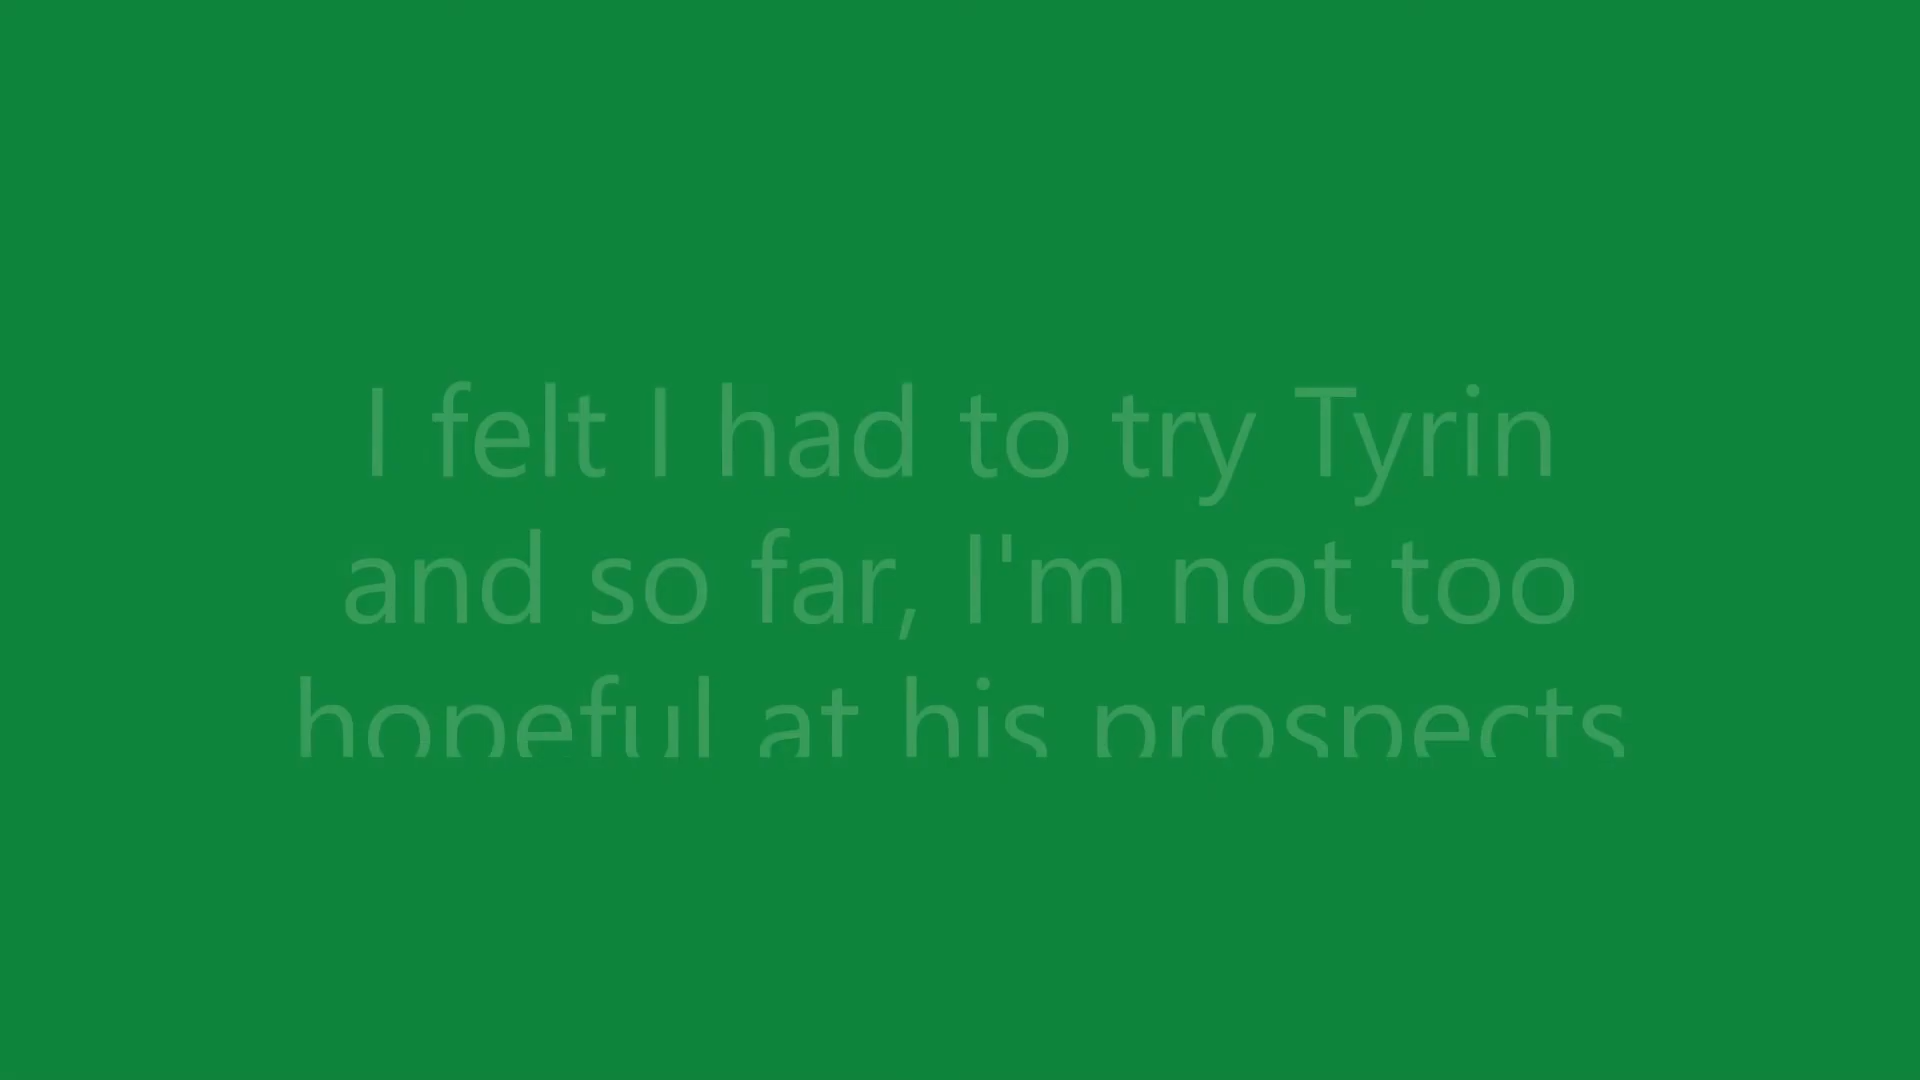 I felt I had to try Tyrin
and so far, I'm not too
hopeful at his prospects